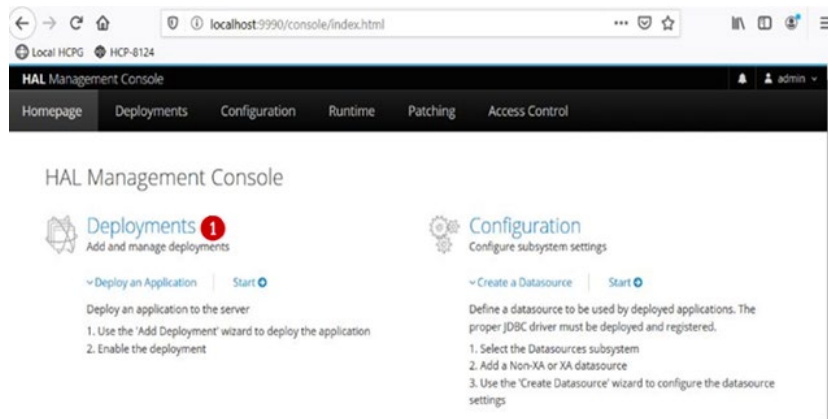 localhost:9990/console/index.html
Local HCPG HCP-8124
HAL Management Console admin
Homepage Deployments Configuration Runtime Patching Access Control
HAL Management Console
Deployments 1
Add and manage deployments
Deploy an Application Start
Deploy an application to the server
1. Use the 'Add Deployment' wizard to deploy the application
2. Enable the deployment
Configuration
Configure subsystem settings
Create a Datasource Start
Define a datasource to be used by deployed applications. The
proper JDBC driver must be deployed and registered.
1. Select the Datasources subsystem
2. Add a Non-XA or XA datasource
3. Use the 'Create Datasource' wizard to configure the datasource
settings